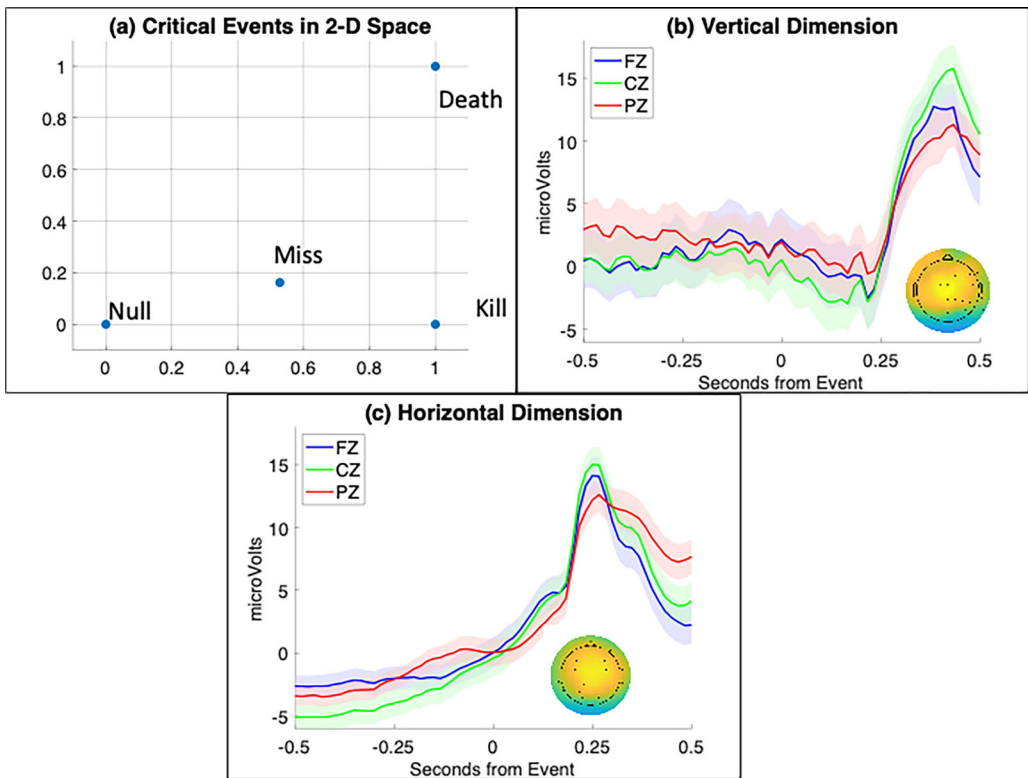 (a) Critical Events in 2-D Space
1
0.8
0.6
0.4
0.2
0
Death
Miss
Null
Kill
0 0.2 0.4 0.6 0.8 1
(b) Vertical Dimension
FZ
CZ
PZ
microVolts
15
10
5
0
-5
-0.5 -0.25 0 0.25 0.5
Seconds from Event
(c) Horizontal Dimension
FZ
CZ
PZ
microVolts
15
10
5
0
-5
-0.5 -0.25 0 0.25 0.5
Seconds from Event